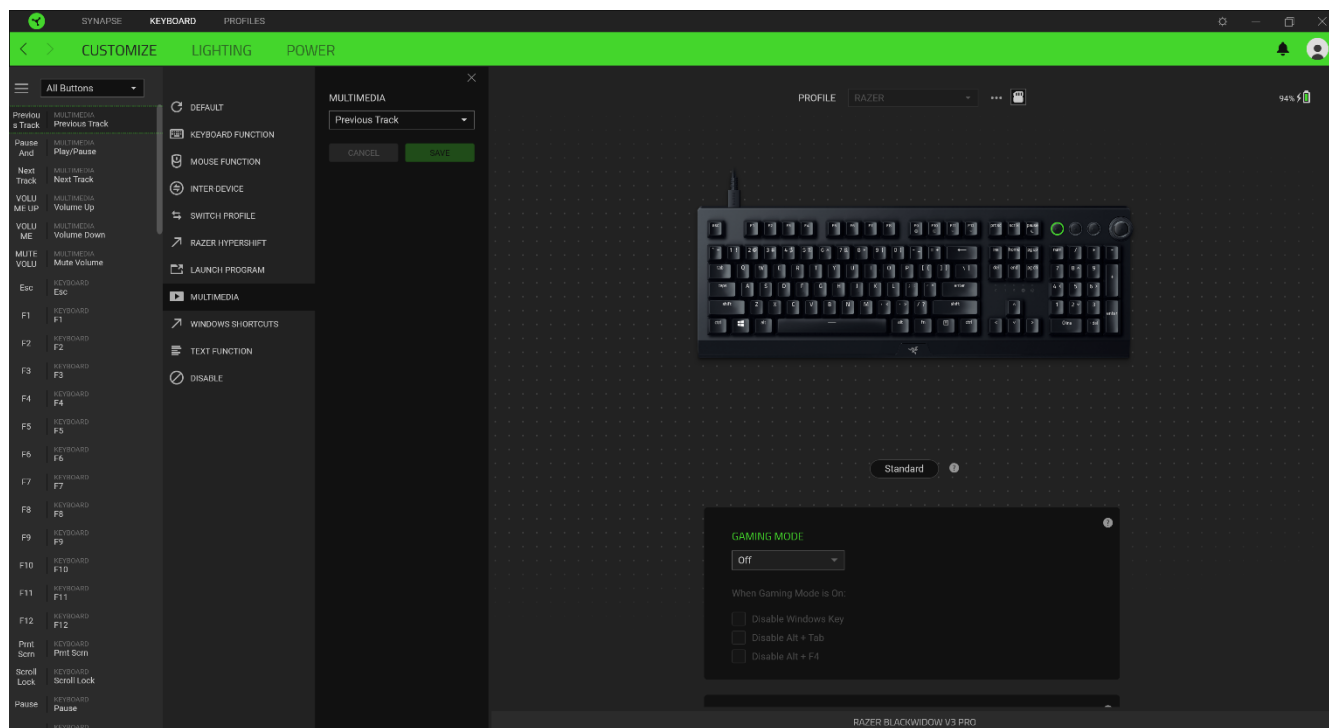 SYNAPSE KEYBOARD PROFILES
CUSTOMIZE LIGHTING POWER
All Buttons
Previou
s Track
MULTIMEDIA
Previous Track
Pause
And
MULTIMEDIA
Play/Pause
Next
Track
MULTIMEDIA
Next Track
VOLU
ME UP
MULTIMEDIA
Volume Up
VOLU
ME
MULTIMEDIA
Volume Down
MUTE
VOLU
MULTIMEDIA
Mute Volume
Esc
KEYBOARD
Esc
F1
KEYBOARD
F1
F2
KEYBOARD
F2
F3
KEYBOARD
F3
F4
KEYBOARD
F4
F5
KEYBOARD
F5
F6
KEYBOARD
F6
F7
KEYBOARD
F7
F8
KEYBOARD
F8
F9
KEYBOARD
F9
F10
KEYBOARD
F10
F11
KEYBOARD
F11
F12
KEYBOARD
F12
Prnt
Scrn
KEYBOARD
Prnt Scrn
Scroll
Lock
KEYBOARD
Scroll Lock
Pause
KEYBOARD
Pause
KEYBOARD
DEFAULT
KEYBOARD FUNCTION
MOUSE FUNCTION
INTER-DEVICE
SWITCH PROFILE
RAZER HYPERSHIFT
LAUNCH PROGRAM
MULTIMEDIA
WINDOWS SHORTCUTS
TEXT FUNCTION
DISABLE
MULTIMEDIA
Previous Track
CANCEL SAVE
PROFILE RAZER
94%
Standard
GAMING MODE
Off
When Gaming Mode is On:
Disable Windows Key
Disable Alt + Tab
Disable Alt + F4
RAZER BLACKWIDOW V3 PRO